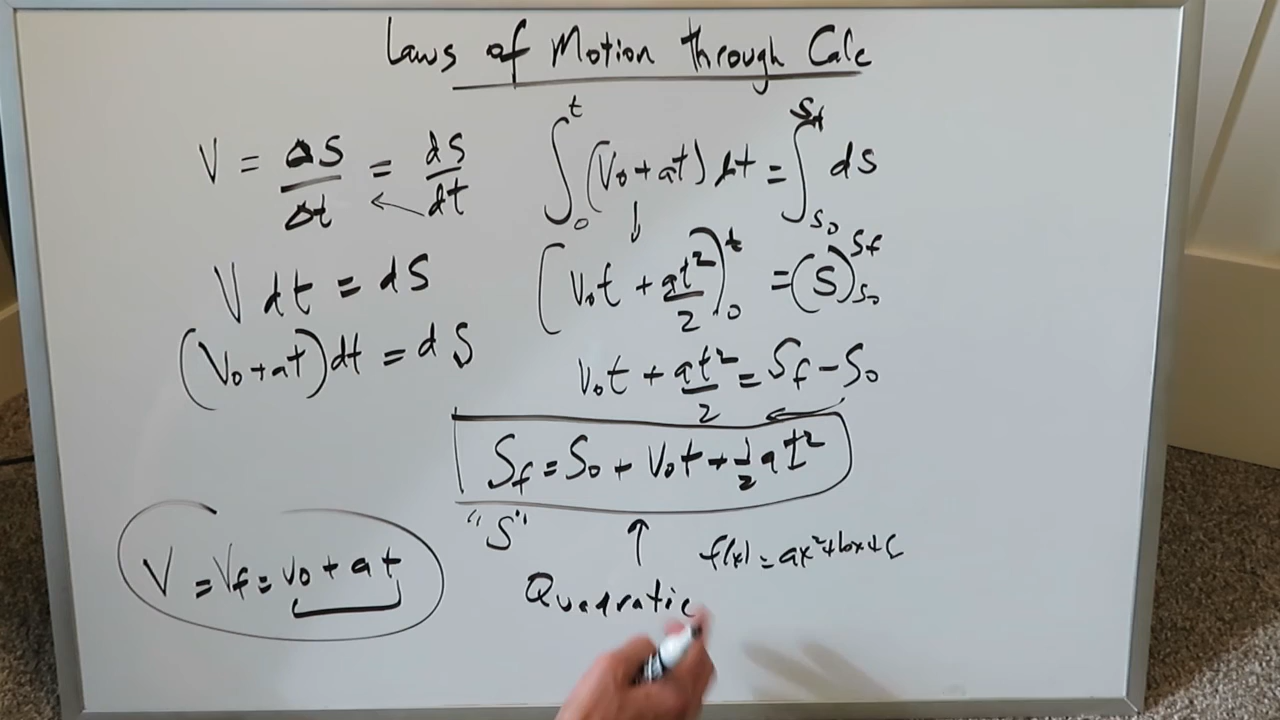 Laws of Motion through Calc
V = ΔS/Δt = dS/dt
V dt = dS
(V₀+at)dt = dS
∫₀ᵗ (V₀+at) dt = ∫_{S₀}^{Sf} dS
(V₀t + at²/2)₀ᵗ = (S)_{S₀}^{Sf}
V₀t + at²/2 = Sf - S₀
Sf = S₀ + V₀t + ½at²
"S"
f(x) = ax²+bx+c
Quadratic
V = Vf = V₀ + at